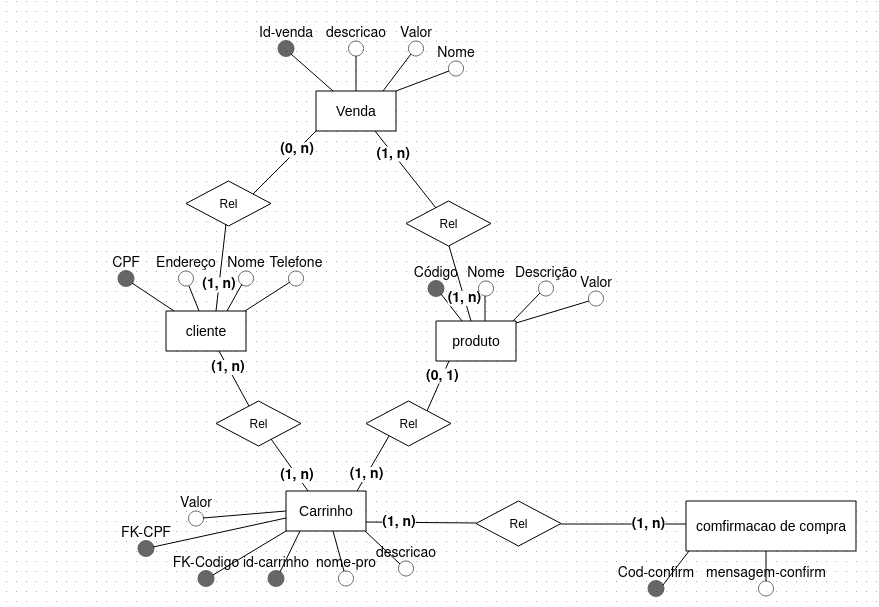 Id-venda descricao Valor
Nome
Venda
(0, n) (1, n)
Rel
Rel
CPF Endereço Nome Telefone
(1, n)
Código Nome Descrição
Valor
(1, n)
cliente
produto
(1, n)
(0, 1)
Rel Rel
(1, n) (1, n)
Valor
Carrinho
(1, n) Rel (1, n)
comfirmacao de compra
FK-CPF
descricao
FK-Codigo id-carrinho nome-pro
Cod-confirm mensagem-confirm